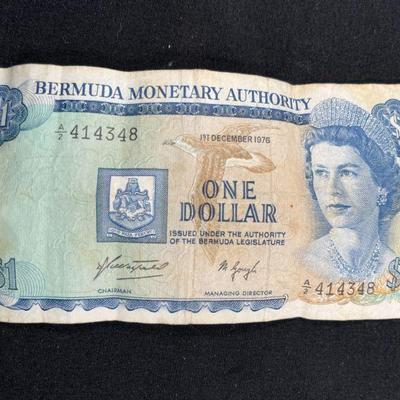 BERMUDA MONETARY AUTHORITY
A/2 414348
1ST DECEMBER 1976
ONE
DOLLAR
ISSUED UNDER THE AUTHORITY
OF THE BERMUDA LEGISLATURE
CHAIRMAN
MANAGING DIRECTOR
A/2 414348
$1
$